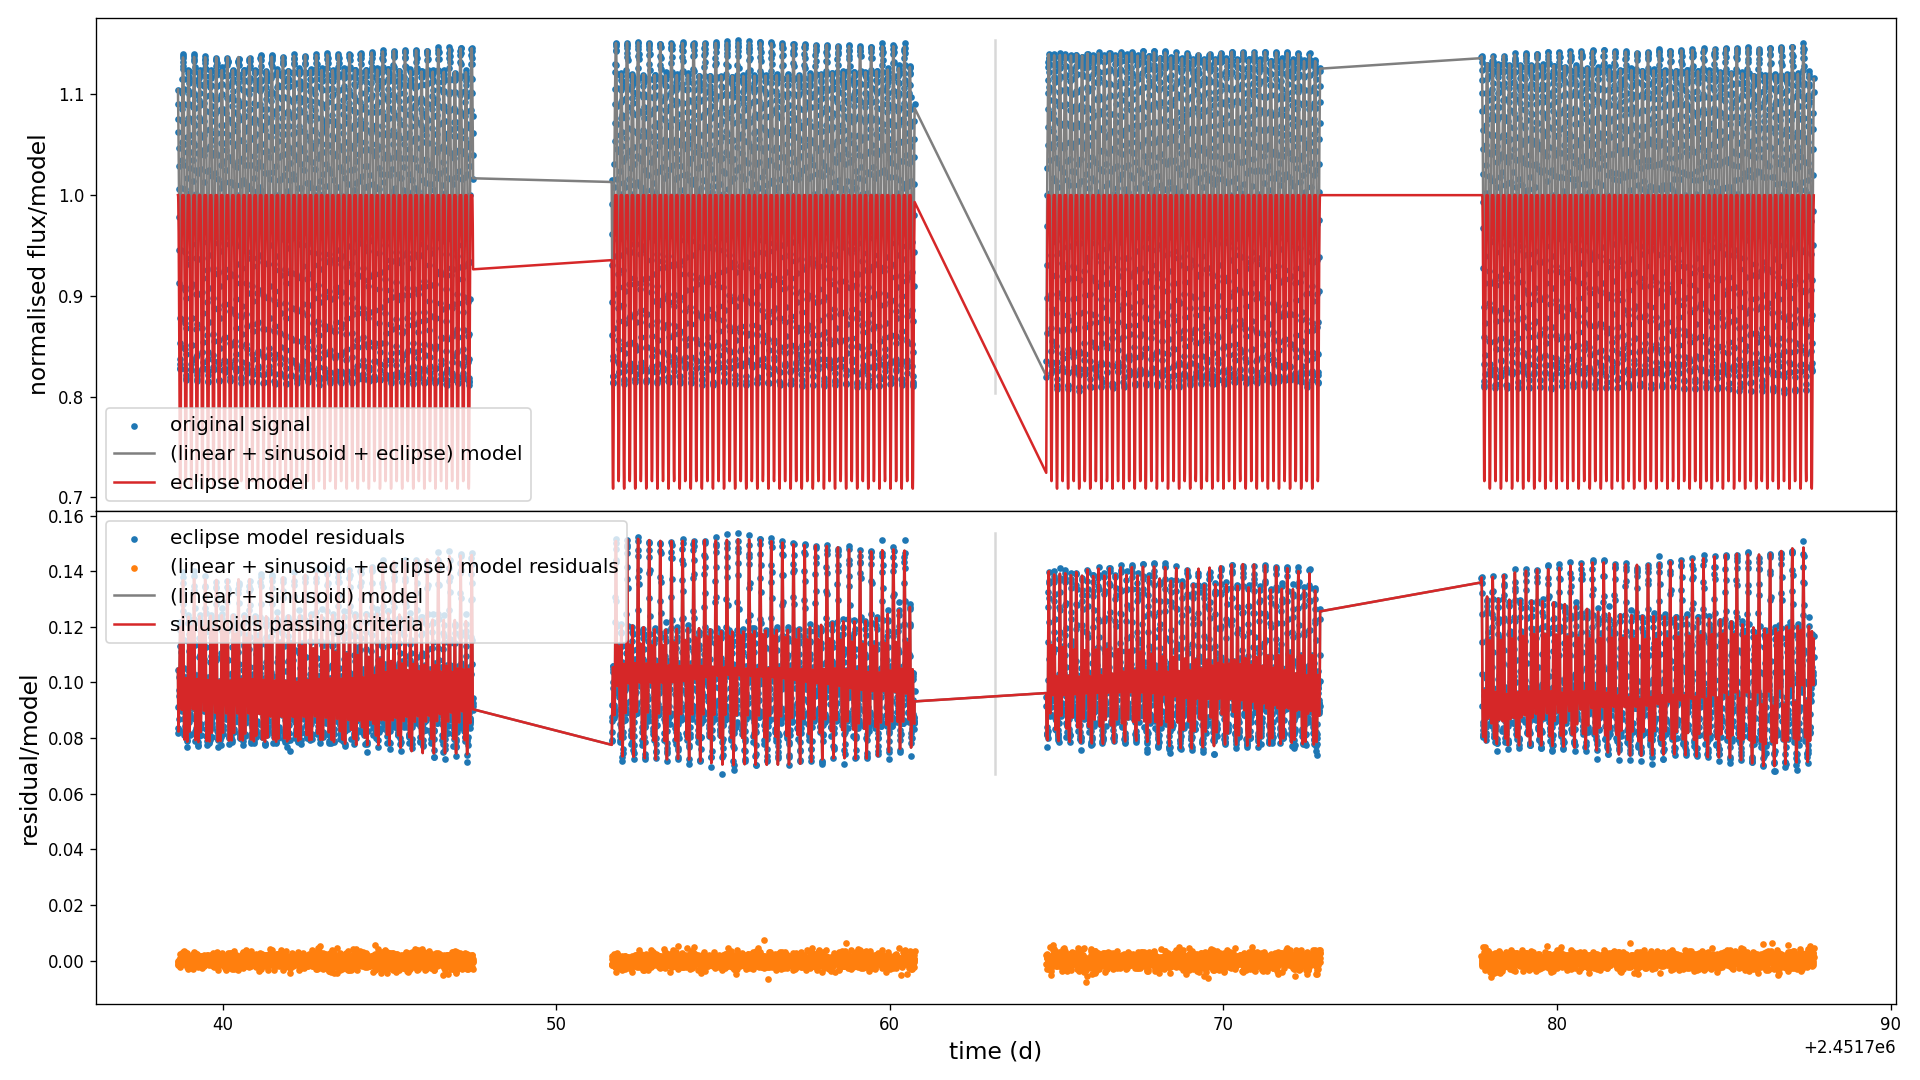 normalised flux/model
1.1
1.0
0.9
0.8
0.7
original signal
(linear + sinusoid + eclipse) model
eclipse model
residual/model
0.16
0.14
0.12
0.10
0.08
0.06
0.04
0.02
0.00
eclipse model residuals
(linear + sinusoid + eclipse) model residuals
(linear + sinusoid) model
sinusoids passing criteria
40 50 60 70 80 90
time (d)
+2.4517e6